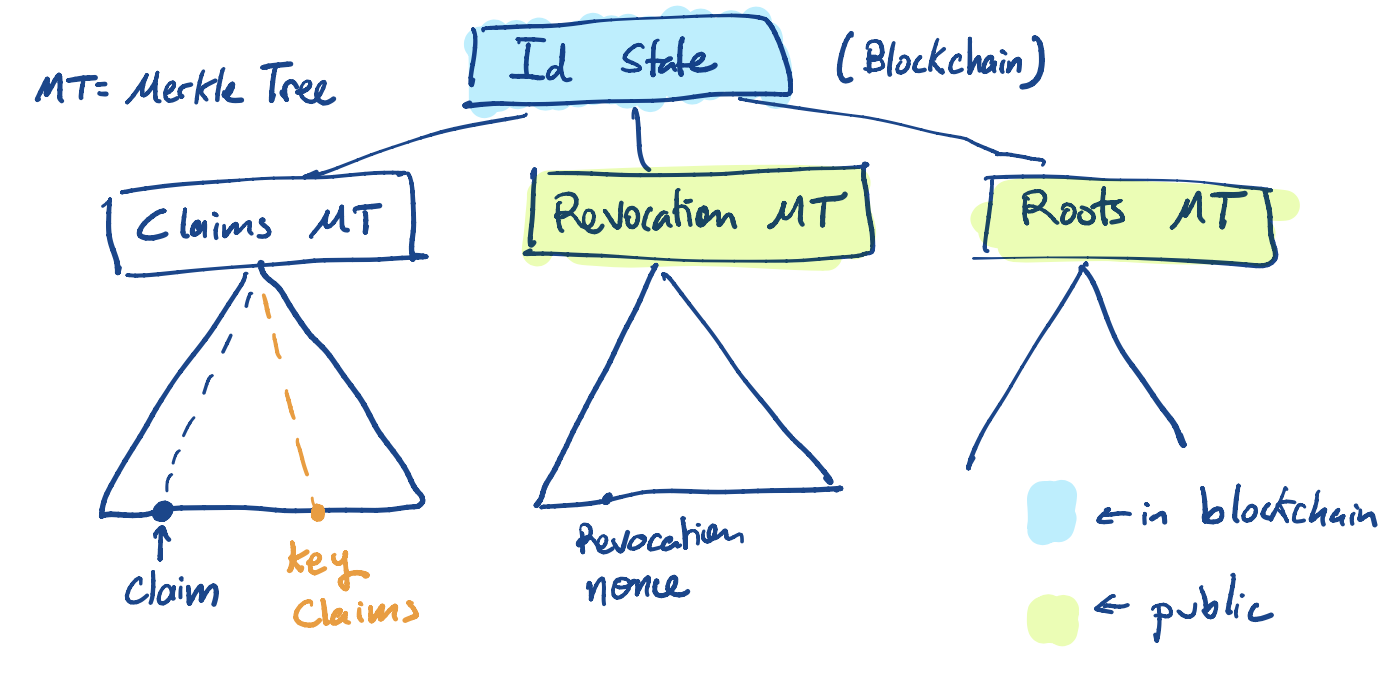 Id State
(Blockchain)
MT= Merkle Tree
Claims MT
Revocation MT
Roots MT
Claim
key
Claims
Revocation
nonce
← in blockchain
← public